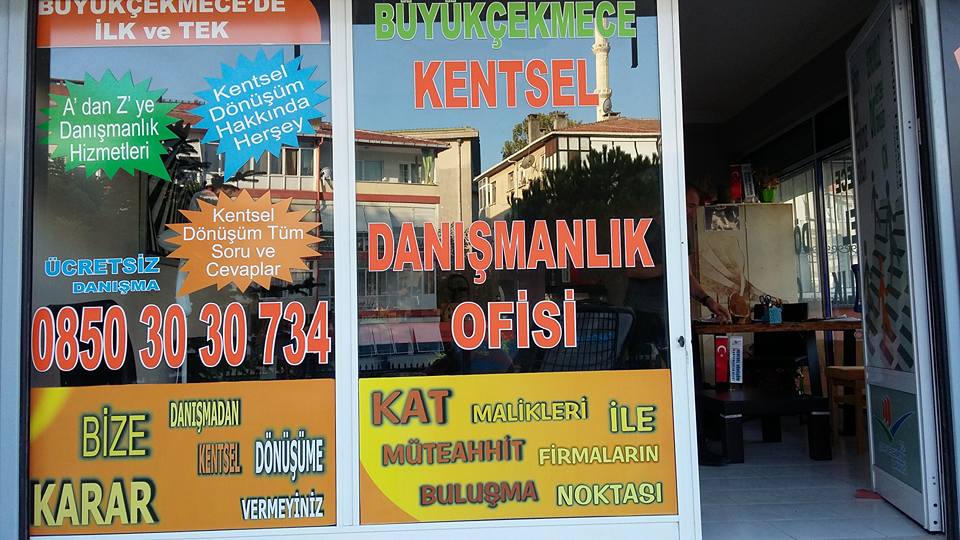 BÜYÜKÇEKMECE'DE
İLK ve TEK
A' dan Z' ye
Danışmanlık
Hizmetleri
Kentsel
Dönüşüm
Hakkında
Herşey
Kentsel
Dönüşüm Tüm
Soru ve
Cevaplar
ÜCRETSİZ
DANIŞMA
0850 30 30 734
BİZE DANIŞMADAN
KENTSEL DÖNÜŞÜME
KARAR VERMEYİNİZ
BÜYÜKÇEKMECE
KENTSEL
DANIŞMANLIK
OFİSİ
KAT MALİKLERİ İLE
MÜTEAHHİT FİRMALARIN
BULUŞMA NOKTASI